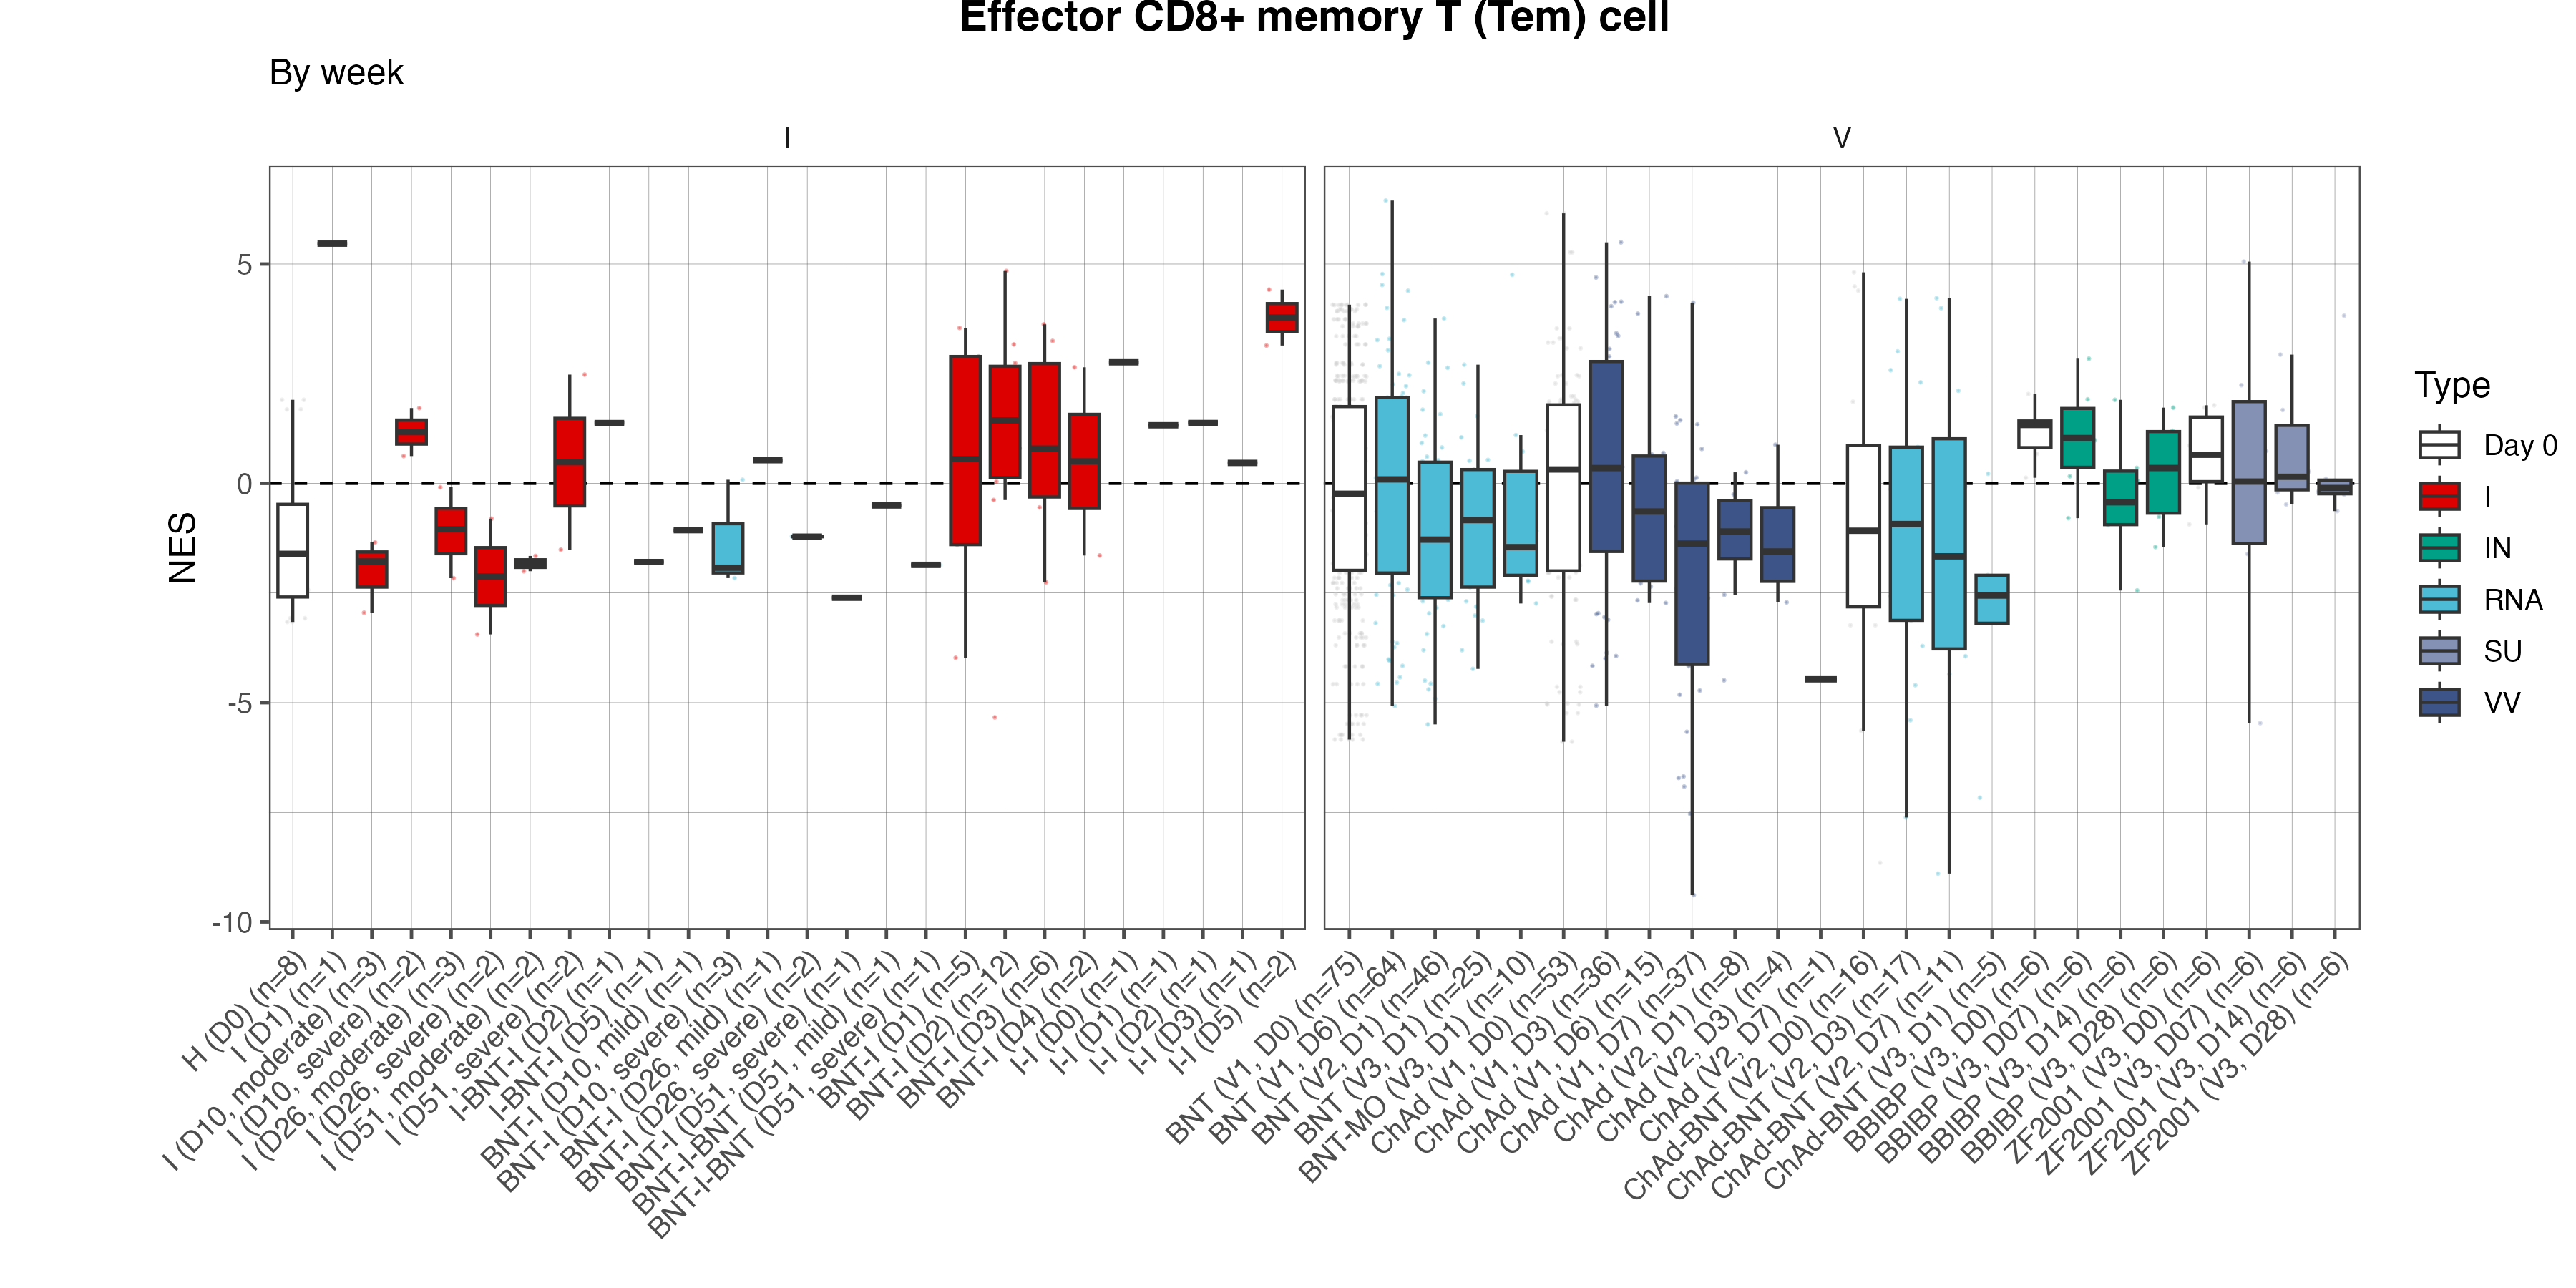 Effector CD8+ memory T (Tem) cell
By week
I
V
NES
5
0
-5
-10
H (D0) (n=8)
I (D1) (n=1)
I (D10, moderate) (n=3)
I (D10, severe) (n=2)
I (D26, moderate) (n=3)
I (D26, severe) (n=2)
I (D51, moderate) (n=2)
I (D51, severe) (n=2)
I-BNT-I (D2) (n=1)
I-BNT-I (D5) (n=1)
BNT-I (D10, mild) (n=1)
BNT-I (D10, severe) (n=3)
BNT-I (D26, mild) (n=1)
BNT-I (D26, severe) (n=2)
BNT-I (D51, severe) (n=1)
BNT-I-BNT (D51, mild) (n=1)
BNT-I-BNT (D51, severe) (n=1)
BNT-I (D1) (n=5)
BNT-I (D2) (n=12)
BNT-I (D3) (n=6)
BNT-I (D4) (n=2)
I-I (D0) (n=1)
I-I (D1) (n=1)
I-I (D2) (n=1)
I-I (D3) (n=1)
I-I (D5) (n=2)
BNT (V1, D0) (n=75)
BNT (V1, D6) (n=64)
BNT (V2, D1) (n=46)
BNT (V3, D1) (n=25)
BNT-MO (V3, D1) (n=10)
ChAd (V1, D0) (n=53)
ChAd (V1, D3) (n=36)
ChAd (V1, D6) (n=15)
ChAd (V1, D7) (n=37)
ChAd (V2, D1) (n=8)
ChAd (V2, D3) (n=4)
ChAd (V2, D7) (n=1)
ChAd-BNT (V2, D0) (n=16)
ChAd-BNT (V2, D3) (n=17)
ChAd-BNT (V2, D7) (n=11)
ChAd-BNT (V3, D1) (n=5)
BBIBP (V3, D0) (n=6)
BBIBP (V3, D07) (n=6)
BBIBP (V3, D14) (n=6)
BBIBP (V3, D28) (n=6)
ZF2001 (V3, D0) (n=6)
ZF2001 (V3, D07) (n=6)
ZF2001 (V3, D14) (n=6)
ZF2001 (V3, D28) (n=6)
Type
Day 0
I
IN
RNA
SU
VV